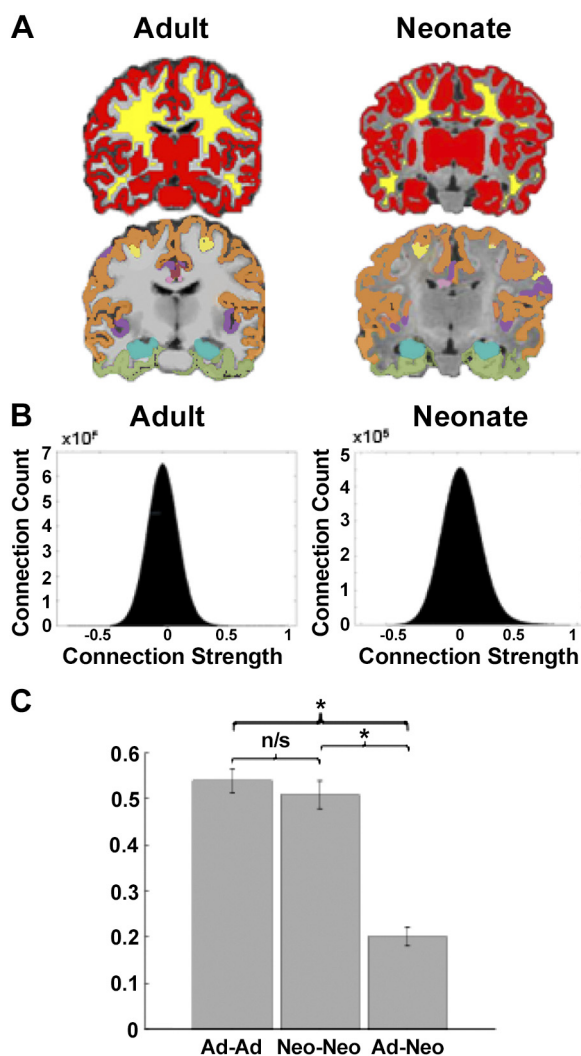 A
Adult
Neonate
B
Adult
Neonate
x10
7
6
5
4
3
2
1
0
Connection Count
-0.5
0
0.5
1
Connection Strength
x10⁵
5
4
3
2
1
0
Connection Count
-0.5
0
0.5
1
Connection Strength
C
*
n/s
*
0.6
0.5
0.4
0.3
0.2
0.1
0
Ad-Ad
Neo-Neo
Ad-Neo